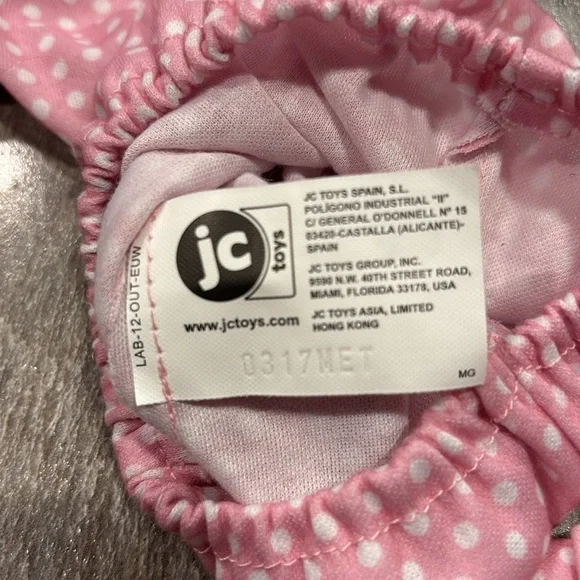 LAB-12-OUT-EUW
jc
toys
www.jctoys.com
JC TOYS SPAIN, S.L.
POLÍGONO INDUSTRIAL "II"
C/ GENERAL O'DONNELL Nº 15
03420-CASTALLA (ALICANTE)-
SPAIN
JC TOYS GROUP, INC.
9590 N.W. 40TH STREET ROAD,
MIAMI, FLORIDA 33178, USA
JC TOYS ASIA, LIMITED
HONG KONG
0317MET
MG